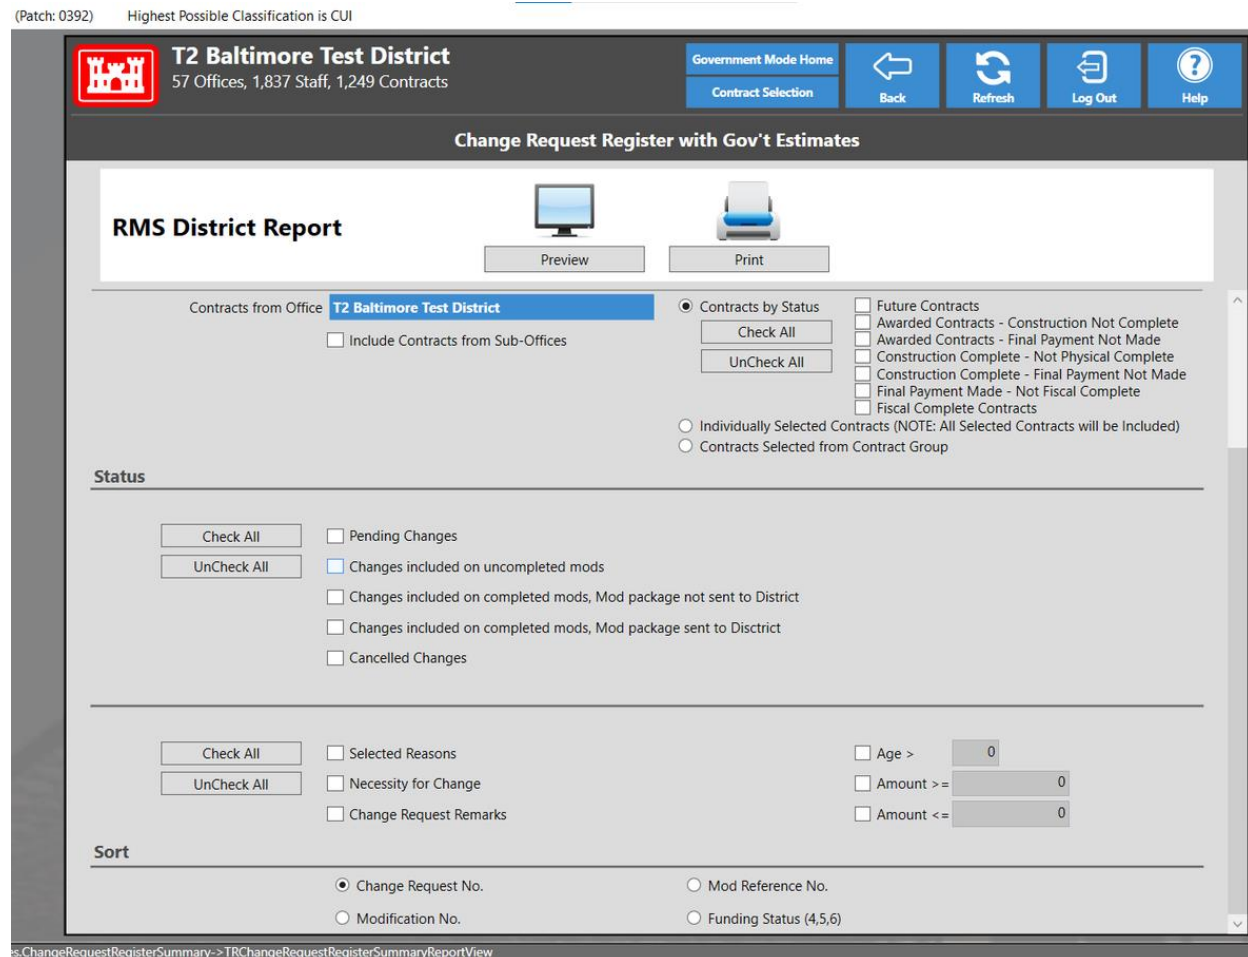 (Patch: 0392) Highest Possible Classification is CUI
T2 Baltimore Test District
57 Offices, 1,837 Staff, 1,249 Contracts
Government Mode Home
Contract Selection
Back
Refresh
Log Out
Help
Change Request Register with Gov't Estimates
RMS District Report
Preview
Print
Contracts from Office T2 Baltimore Test District
Include Contracts from Sub-Offices
Contracts by Status
Check All
UnCheck All
Future Contracts
Awarded Contracts - Construction Not Complete
Awarded Contracts - Final Payment Not Made
Construction Complete - Not Physical Complete
Construction Complete - Final Payment Not Made
Final Payment Made - Not Fiscal Complete
Fiscal Complete Contracts
Individually Selected Contracts (NOTE: All Selected Contracts will be Included)
Contracts Selected from Contract Group
Status
Check All
UnCheck All
Pending Changes
Changes included on uncompleted mods
Changes included on completed mods, Mod package not sent to District
Changes included on completed mods, Mod package sent to Disctrict
Cancelled Changes
Check All
UnCheck All
Selected Reasons
Necessity for Change
Change Request Remarks
Age > 0
Amount >= 0
Amount <= 0
Sort
Change Request No.
Mod Reference No.
Modification No.
Funding Status (4,5,6)
s.ChangeRequestRegisterSummary->TRChangeRequestRegisterSummaryReportView